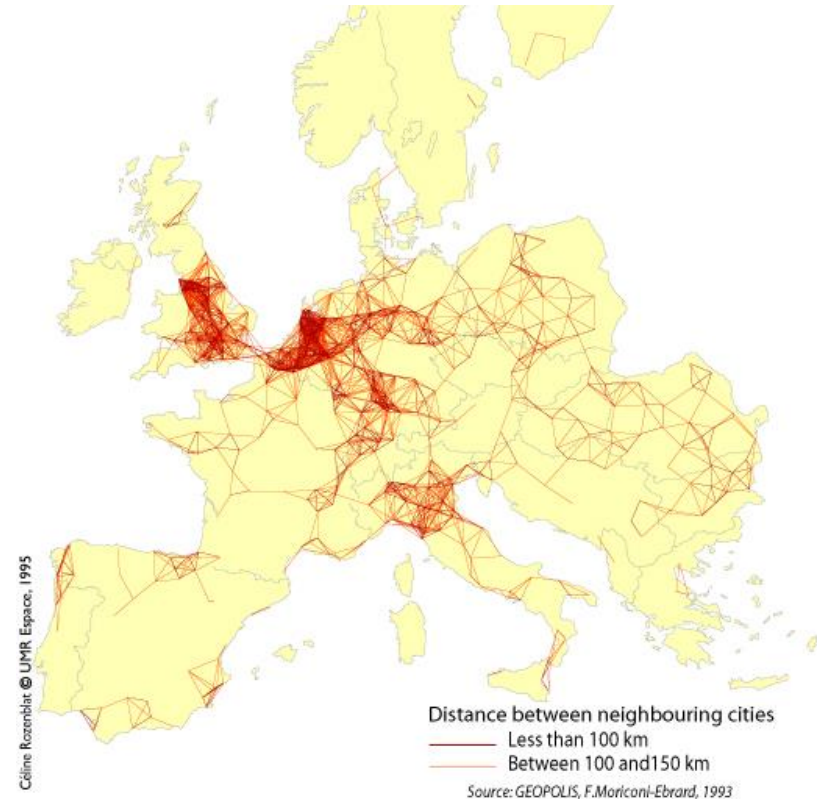 Céline Rozenblat © UMR Espace, 1995
Distance between neighbouring cities
Less than 100 km
Between 100 and150 km
Source: GEOPOLIS, F.Moriconi-Ebrard, 1993